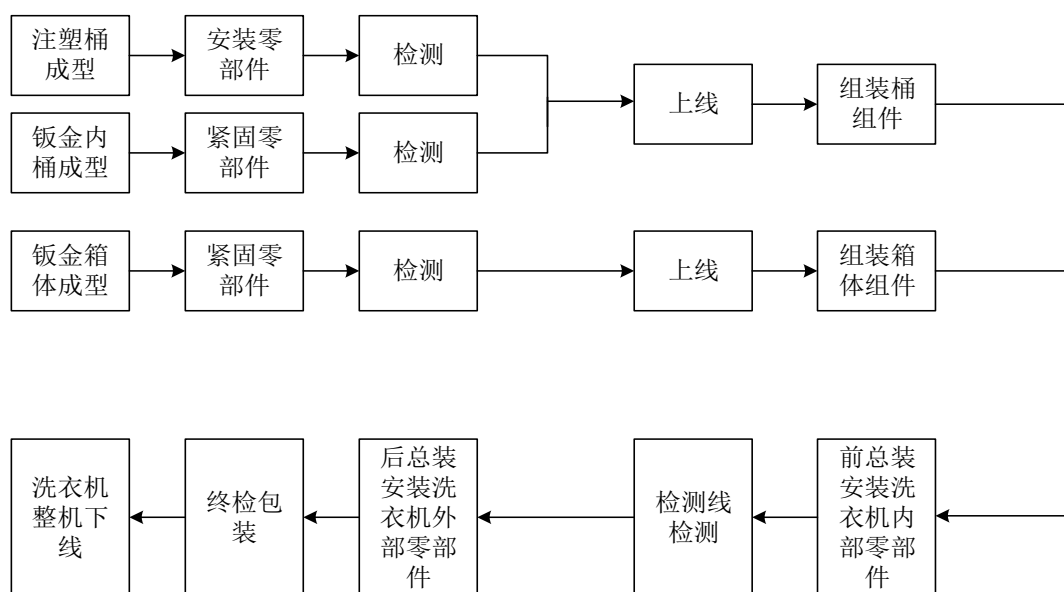 注塑桶
成型
安装零
部件
检测
钣金内
桶成型
紧固零
部件
检测
上线
组装桶
组件
钣金箱
体成型
紧固零
部件
检测
上线
组装箱
体组件
前总装
安装洗
衣机内
部零部
件
检测线
检测
后总装
安装洗
衣机外
部零部
件
终检包
装
洗衣机
整机下
线